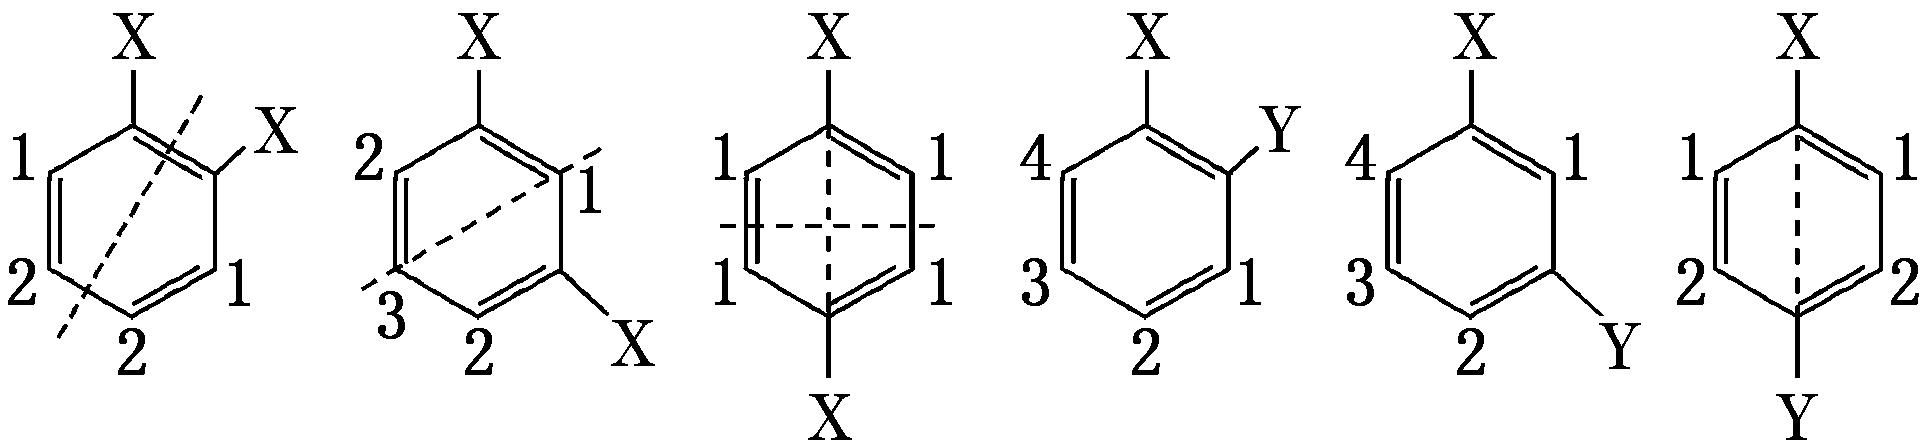 X X X X X X
X Y
1 2 1 1 4 4 1 1 1
1
2 1 3 1 1 3 1 3 2 2
2 2 X 2 2 Y
X Y